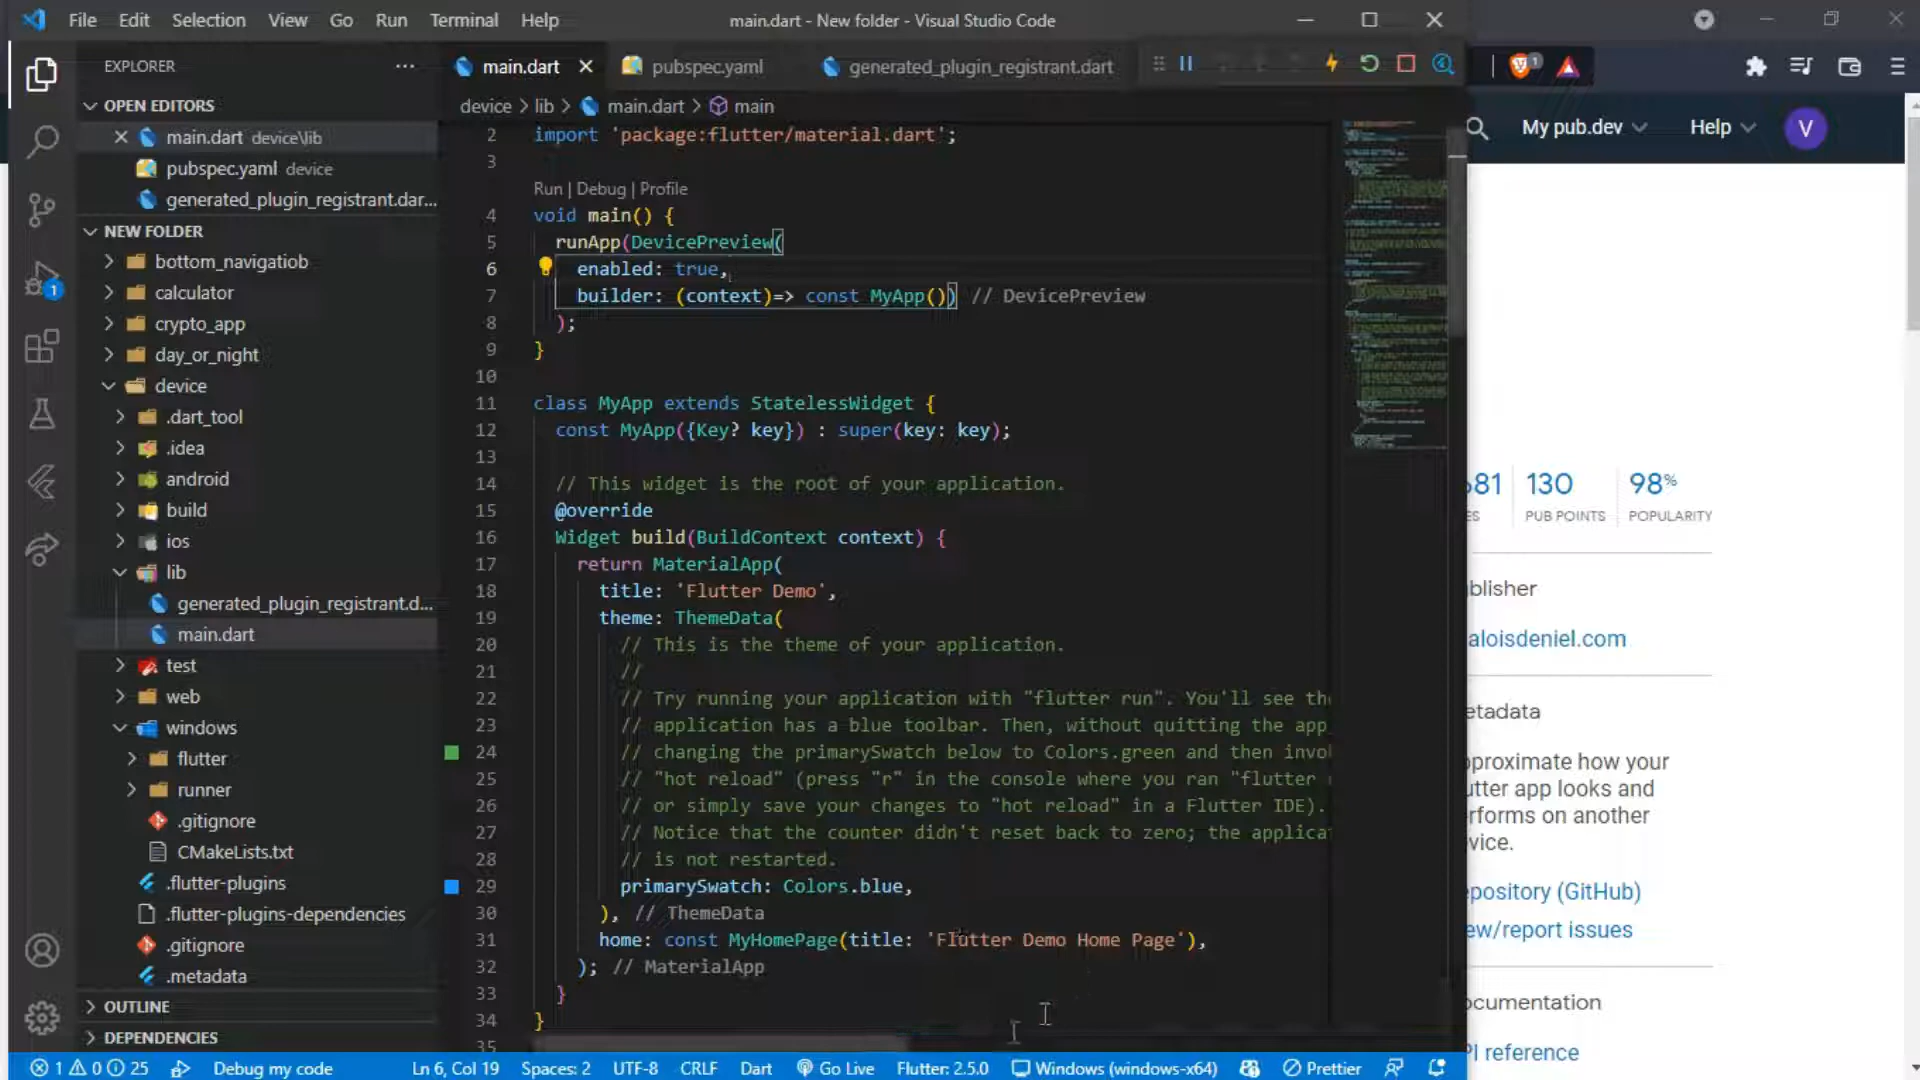 File Edit Selection View Go Run Terminal Help
main.dart - New folder - Visual Studio Code
EXPLORER
main.dart
pubspec.yaml
generated_plugin_registrant.dart
OPEN EDITORS
main.dart device\lib
pubspec.yaml device
generated_plugin_registrant.dar...
NEW FOLDER
bottom_navigatiob
calculator
crypto_app
day_or_night
device
.dart_tool
.idea
android
build
ios
lib
generated_plugin_registrant.d...
main.dart
test
web
windows
flutter
runner
.gitignore
CMakeLists.txt
.flutter-plugins
.flutter-plugins-dependencies
.gitignore
.metadata
OUTLINE
DEPENDENCIES
device > lib > main.dart > main
2 import 'package:flutter/material.dart';
3
Run | Debug | Profile
4 void main() {
5 runApp(DevicePreview(
6 enabled: true,
7 builder: (context)=> const MyApp()) // DevicePreview
8 );
9 }
10
11 class MyApp extends StatelessWidget {
12 const MyApp({Key? key}) : super(key: key);
13
14 // This widget is the root of your application.
15 @override
16 Widget build(BuildContext context) {
17 return MaterialApp(
18 title: 'Flutter Demo',
19 theme: ThemeData(
20 // This is the theme of your application.
21 //
22 // Try running your application with "flutter run". You'll see the
23 // application has a blue toolbar. Then, without quitting the app
24 // changing the primarySwatch below to Colors.green and then invo
25 // "hot reload" (press "r" in the console where you ran "flutter
26 // or simply save your changes to "hot reload" in a Flutter IDE).
27 // Notice that the counter didn't reset back to zero; the applica
28 // is not restarted.
29 primarySwatch: Colors.blue,
30 ), // ThemeData
31 home: const MyHomePage(title: 'Flutter Demo Home Page'),
32 ); // MaterialApp
33 }
34 }
35
1 0 25 Debug my code Ln 6, Col 19 Spaces: 2 UTF-8 CRLF Dart Go Live Flutter: 2.5.0 Windows (windows-x64) Prettier
My pub.dev Help V
681 130 98%
ES PUB POINTS POPULARITY
blisher
aloisdeniel.com
etadata
proximate how your
utter app looks and
rforms on another
vice.
pository (GitHub)
ew/report issues
ocumentation
PI reference